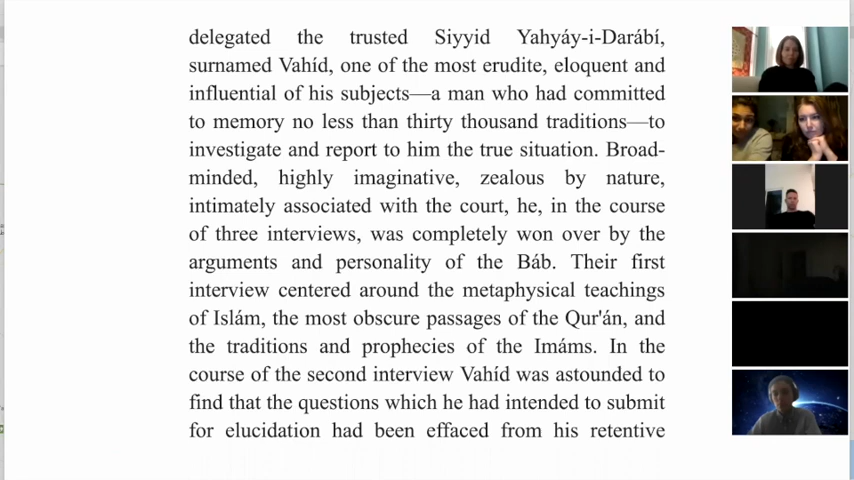 delegated the trusted Siyyid Yahyáy-i-Darábí,
surnamed Vahíd, one of the most erudite, eloquent and
influential of his subjects—a man who had committed
to memory no less than thirty thousand traditions—to
investigate and report to him the true situation. Broad-
minded, highly imaginative, zealous by nature,
intimately associated with the court, he, in the course
of three interviews, was completely won over by the
arguments and personality of the Báb. Their first
interview centered around the metaphysical teachings
of Islám, the most obscure passages of the Qur'án, and
the traditions and prophecies of the Imáms. In the
course of the second interview Vahíd was astounded to
find that the questions which he had intended to submit
for elucidation had been effaced from his retentive